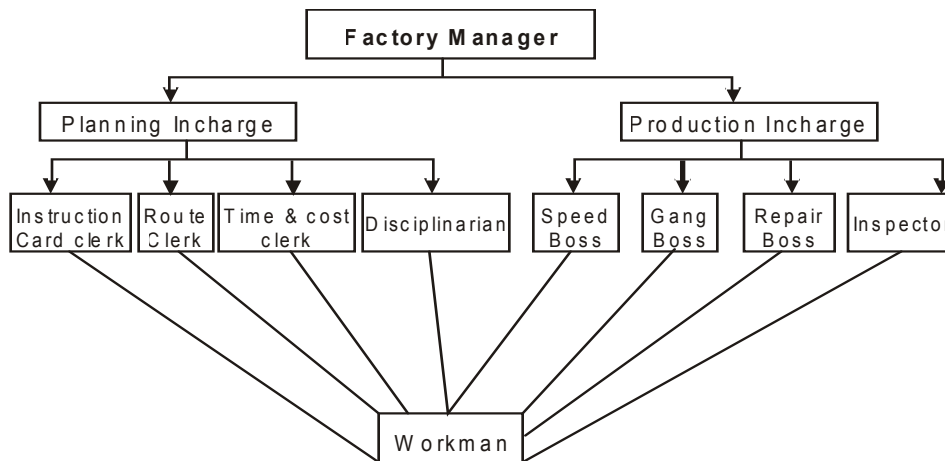 Factory Manager
Planning Incharge
Production Incharge
Instruction
Card clerk
Route
Clerk
Time & cost
clerk
Disciplinarian
Speed
Boss
Gang
Boss
Repair
Boss
Inspector
Workman